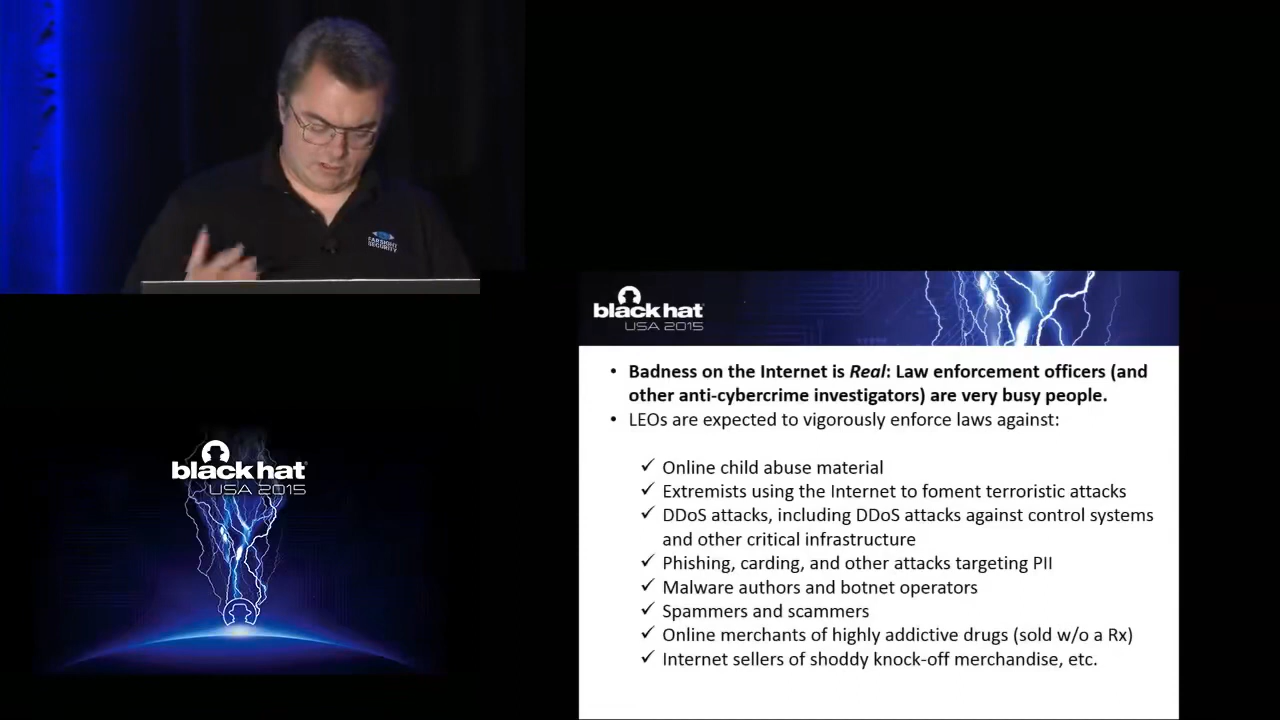 FARSIGHT
SECURITY
black hat
USA 2015
black hat
USA 2015
• Badness on the Internet is Real: Law enforcement officers (and
other anti-cybercrime investigators) are very busy people.
• LEOs are expected to vigorously enforce laws against:
✓ Online child abuse material
✓ Extremists using the Internet to foment terroristic attacks
✓ DDoS attacks, including DDoS attacks against control systems
and other critical infrastructure
✓ Phishing, carding, and other attacks targeting PII
✓ Malware authors and botnet operators
✓ Spammers and scammers
✓ Online merchants of highly addictive drugs (sold w/o a Rx)
✓ Internet sellers of shoddy knock-off merchandise, etc.